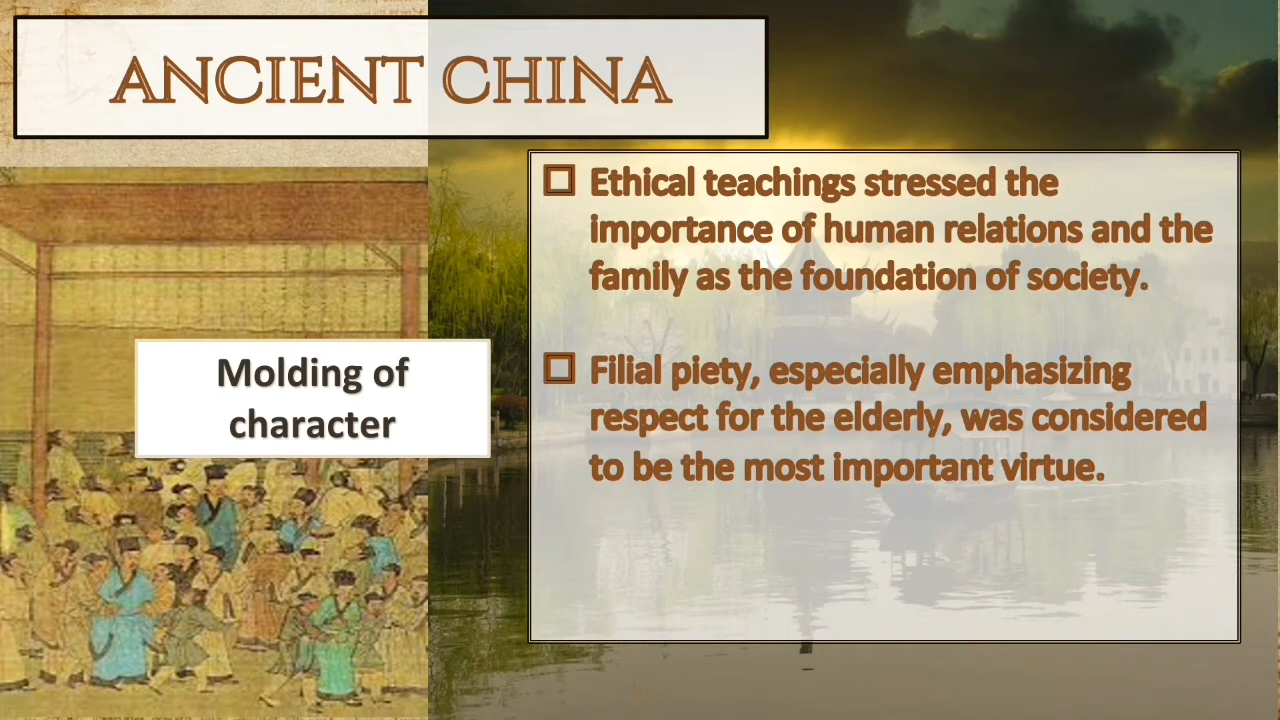 ANCIENT CHINA
Ethical teachings stressed the
importance of human relations and the
family as the foundation of society.
Filial piety, especially emphasizing
respect for the elderly, was considered
to be the most important virtue.
Molding of
character